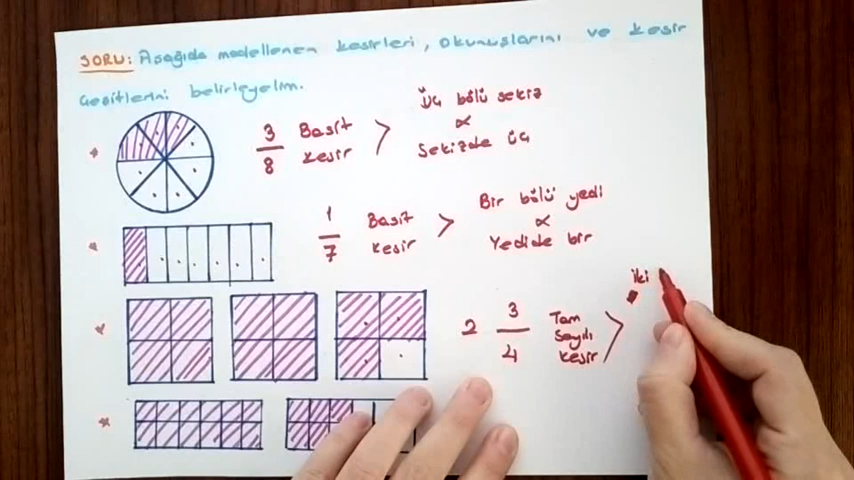 SORU: Aşağıda modellenen kesirleri, okunuşlarını ve kesir
çeşitlerini belirleyelim.
* 3/8 Basit kesir > Üç bölü sekiz
∝
Sekizde üç
* 1/7 Basit kesir > Bir bölü yedi
∝
Yedide bir
* 2 3/4 Tam Sayılı kesir > iki
*